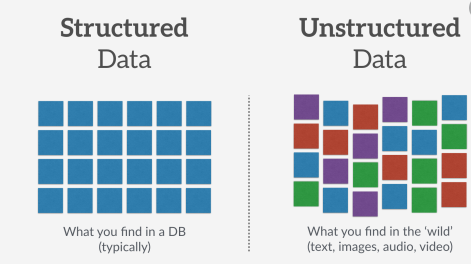 Structured
Data
What you find in a DB
(typically)
Unstructured
Data
What you find in the ‘wild’
(text, images, audio, video)